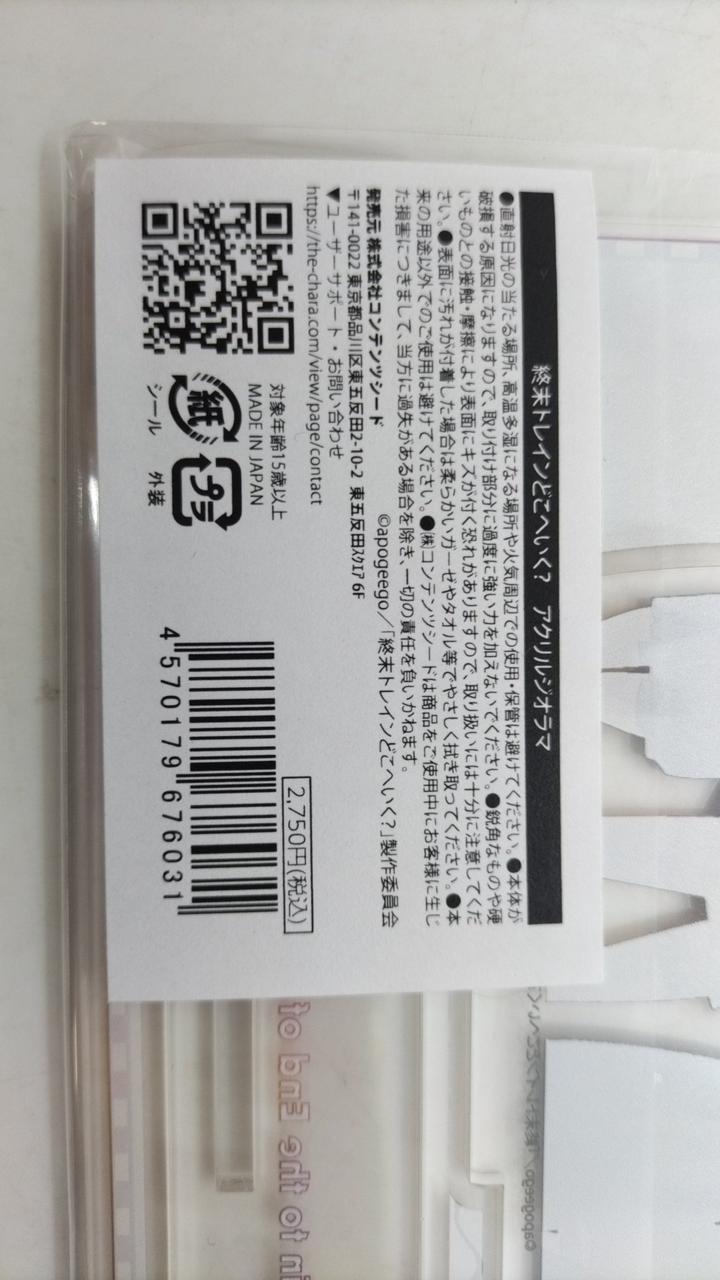 終末トレインどこへいく? アクリルジオラマ
●直射日光の当たる場所、高温多湿になる場所や火気周辺での使用・保管は避けてください。●本体が
破損する原因になりますので、取り付け部分に過度に強い力を加えないでください。●鋭角なものや硬
いものとの接触・摩擦により表面にキズが付く恐れがありますので、取り扱いには十分に注意してくだ
さい。●表面に汚れが付着した場合は柔らかいガーゼやタオル等でやさしく拭き取ってください。●本
来の用途以外でのご使用は避けてください。●㈱コンテンツシードは商品をご使用中にお客様に生じ
た損害につきまして、当方に過失がある場合を除き、一切の責任を負いかねます。
©apogeego/「終末トレインどこへいく?」製作委員会
発売元 株式会社コンテンツシード
〒141-0022 東京都品川区東五反田2-10-2 東五反田ｽｸｴｱ 6F
▼ユーザーサポート・お問い合わせ
https://the-chara.com/view/page/contact
対象年齢15歳以上
MADE IN JAPAN
紙
プラ
シール 外装
2,750円(税込)
4 570179 676031
in to the End of